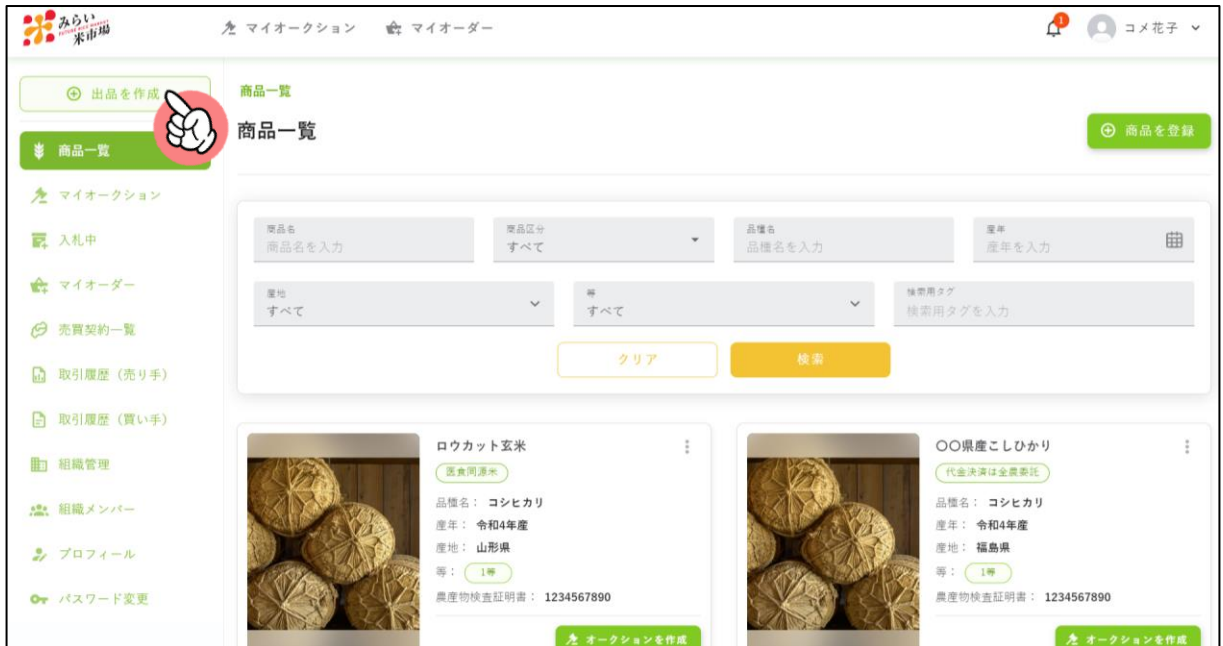 みらい
FUTURE RICE MARKET
米市場
マイオークション
マイオーダー
1
コメ花子
出品を作成
商品一覧
マイオークション
入札中
マイオーダー
売買契約一覧
取引履歴（売り手）
取引履歴（買い手）
組織管理
組織メンバー
プロフィール
パスワード変更
商品一覧
商品一覧
商品を登録
商品名
商品名を入力
商品区分
すべて
品種名
品種名を入力
産年
産年を入力
産地
すべて
等
すべて
検索用タグ
検索用タグを入力
クリア
検索
ロウカット玄米
医食同源米
品種名： コシヒカリ
産年： 令和4年産
産地： 山形県
等： 1等
農産物検査証明書： 1234567890
オークションを作成
〇〇県産こしひかり
代金決済は全農委託
品種名： コシヒカリ
産年： 令和4年産
産地： 福島県
等： 1等
農産物検査証明書： 1234567890
オークションを作成